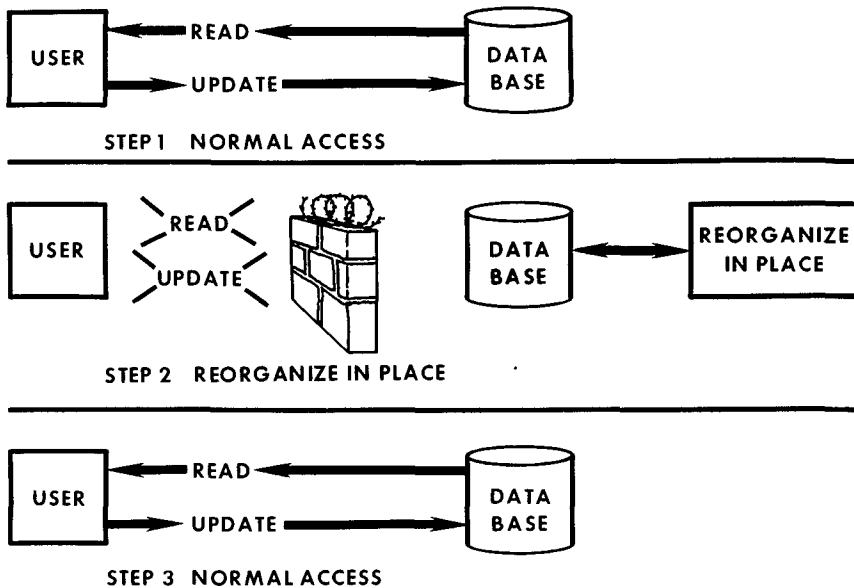 USER
READ
UPDATE
DATA
BASE
STEP 1 NORMAL ACCESS
USER
READ
UPDATE
DATA
BASE
REORGANIZE
IN PLACE
STEP 2 REORGANIZE IN PLACE
USER
READ
UPDATE
DATA
BASE
STEP 3 NORMAL ACCESS